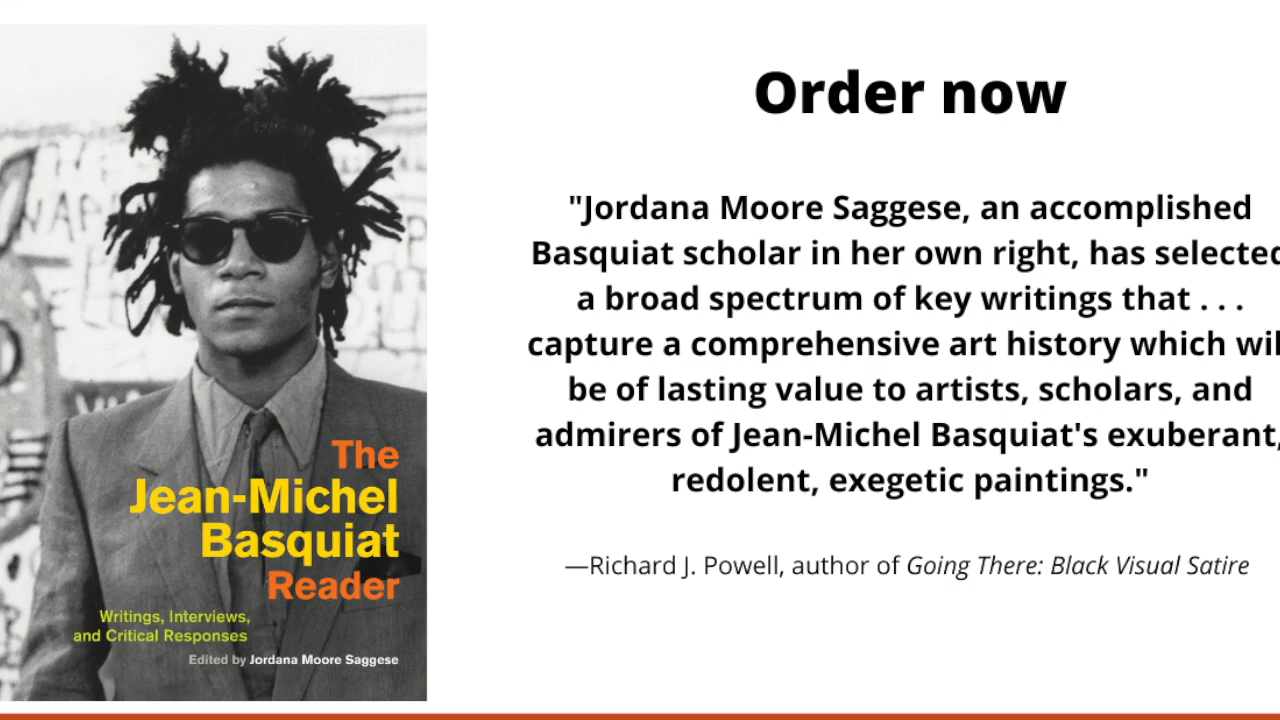 The
Jean-Michel
Basquiat
Reader
Writings, Interviews,
and Critical Responses
Edited by Jordana Moore Saggese
Order now
"Jordana Moore Saggese, an accomplished
Basquiat scholar in her own right, has selected
a broad spectrum of key writings that . . .
capture a comprehensive art history which wil
be of lasting value to artists, scholars, and
admirers of Jean-Michel Basquiat's exuberant,
redolent, exegetic paintings."
—Richard J. Powell, author of Going There: Black Visual Satire